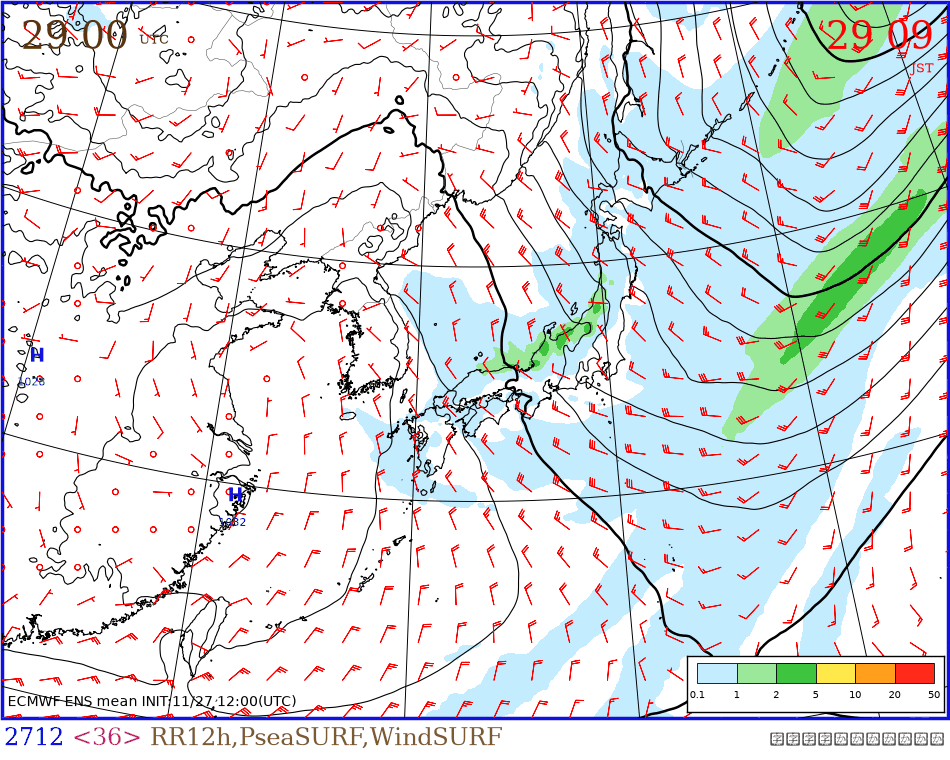 29 00 UTC
29 09
JST
H
H
1032
ECMWF ENS mean INIT:11/27,12:00(UTC)
0.1 1 2 5 10 20 50
2712 <36> RR12h,PseaSURF,WindSURF